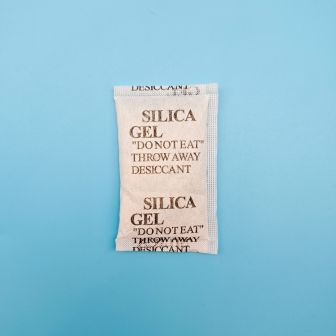 DESICCANT
SILICA
GEL
"DO NOT EAT"
THROW AWAY
DESICCANT
SILICA
GEL
"DO NOT EAT"
THROW AWAY
DESICCANT